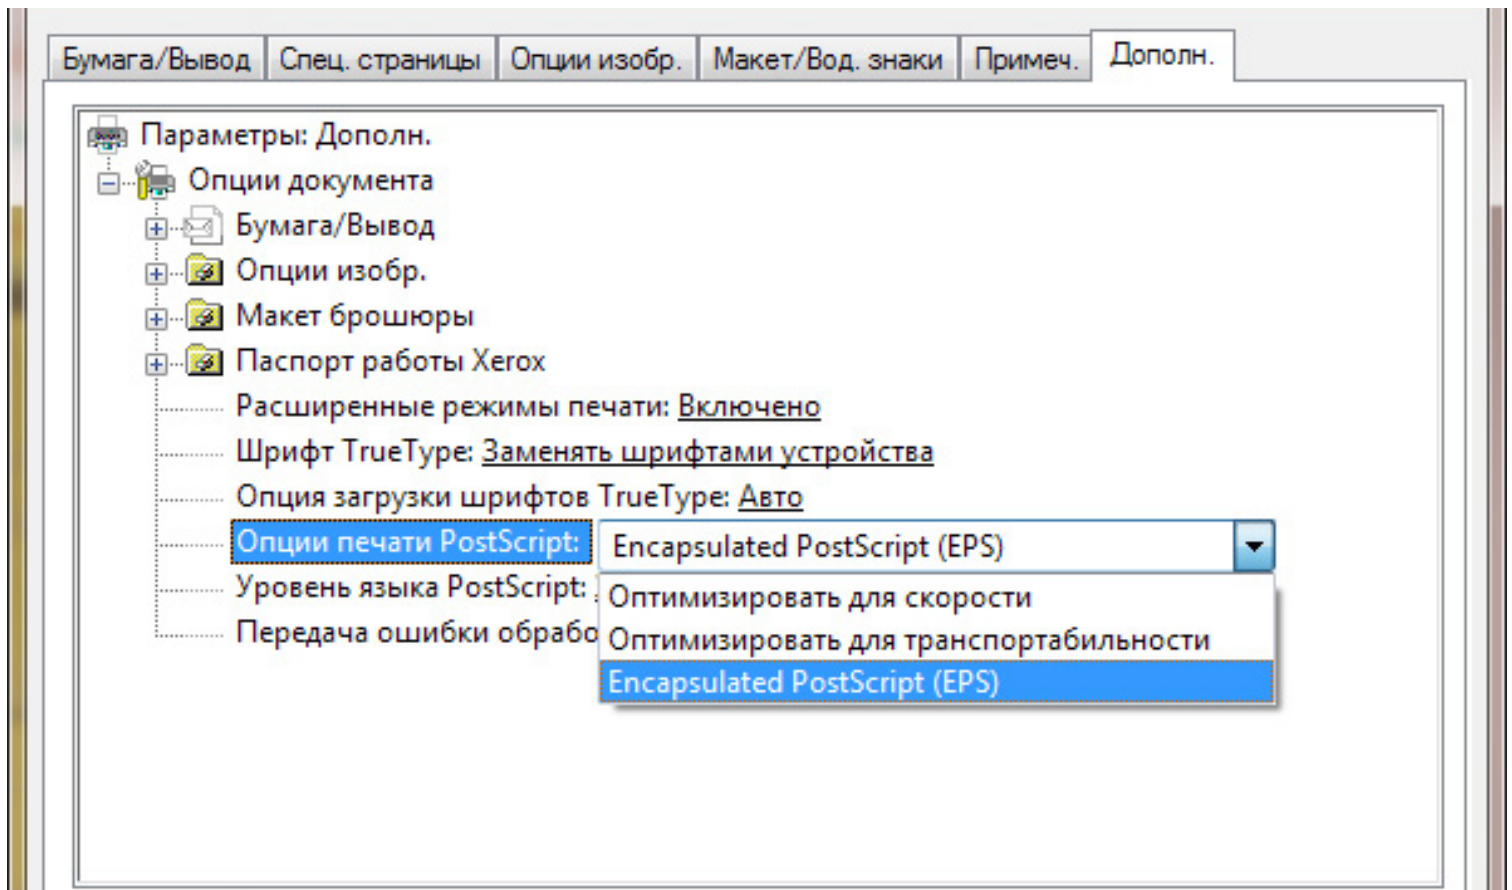 Бумага/Вывод Спец. страницы Опции изобр. Макет/Вод. знаки Примеч. Дополн.
Параметры: Дополн.
Опции документа
Бумага/Вывод
Опции изобр.
Макет брошюры
Паспорт работы Xerox
Расширенные режимы печати: Включено
Шрифт TrueType: Заменять шрифтами устройства
Опция загрузки шрифтов TrueType: Авто
Опции печати PostScript: Encapsulated PostScript (EPS)
Уровень языка PostScript: Оптимизировать для скорости
Передача ошибки Оптимизировать для транспортабильности
Encapsulated PostScript (EPS)